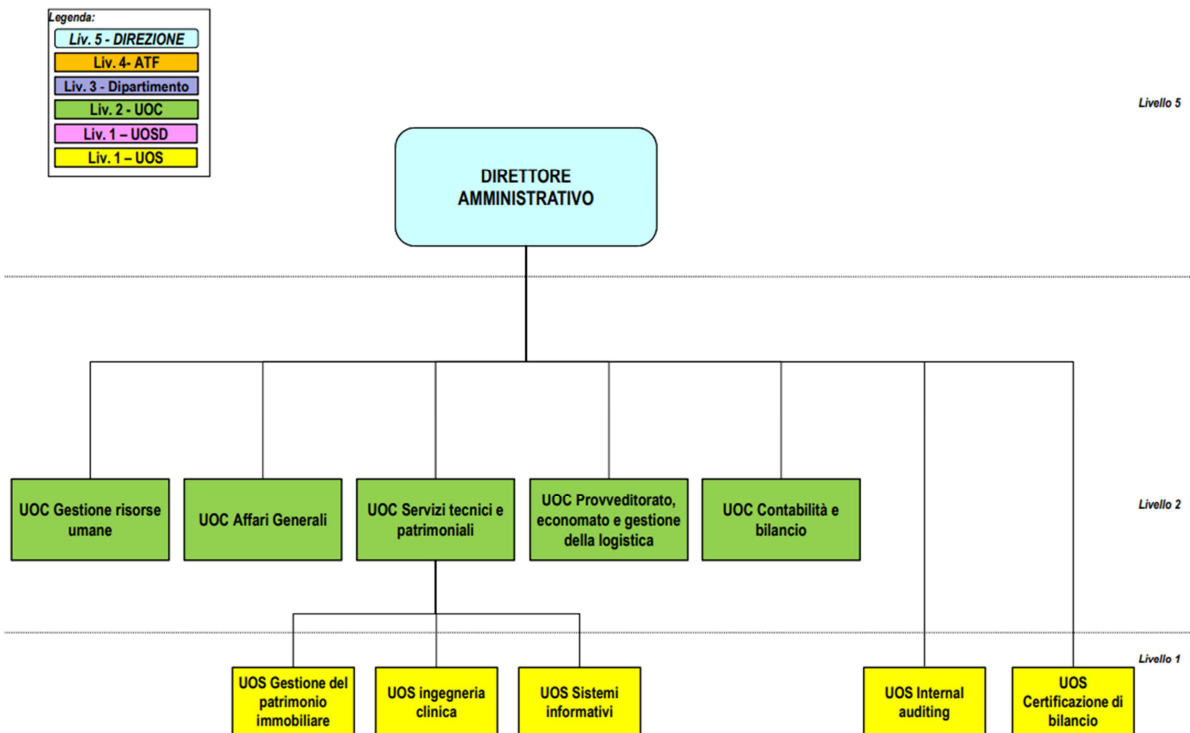 Legenda:
Liv. 5 - DIREZIONE
Liv. 4- ATF
Liv. 3 - Dipartimento
Liv. 2 - UOC
Liv. 1 – UOSD
Liv. 1 – UOS
Livello 5
DIRETTORE
AMMINISTRATIVO
UOC Gestione risorse
umane
UOC Affari Generali
UOC Servizi tecnici e
patrimoniali
UOC Provveditorato,
economato e gestione
della logistica
UOC Contabilità e
bilancio
Livello 2
Livello 1
UOS Gestione del
patrimonio
immobiliare
UOS ingegneria
clinica
UOS Sistemi
informativi
UOS Internal
auditing
UOS
Certificazione di
bilancio